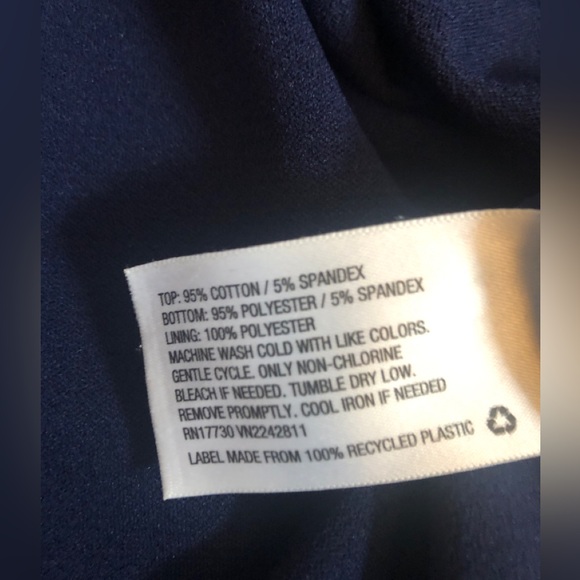 TOP: 95% COTTON / 5% SPANDEX
BOTTOM: 95% POLYESTER / 5% SPANDEX
LINING: 100% POLYESTER
MACHINE WASH COLD WITH LIKE COLORS.
GENTLE CYCLE. ONLY NON-CHLORINE
BLEACH IF NEEDED. TUMBLE DRY LOW.
REMOVE PROMPTLY. COOL IRON IF NEEDED
RN17730 VN2242811
LABEL MADE FROM 100% RECYCLED PLASTIC